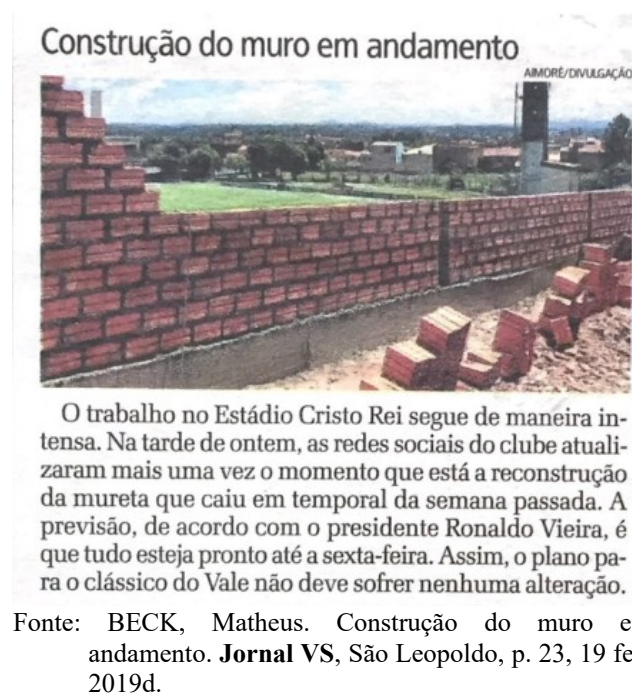 Construção do muro em andamento
AIMORÉ/DIVULGAÇÃO
O trabalho no Estádio Cristo Rei segue de maneira in-
tensa. Na tarde de ontem, as redes sociais do clube atuali-
zaram mais uma vez o momento que está a reconstrução
da mureta que caiu em temporal da semana passada. A
previsão, de acordo com o presidente Ronaldo Vieira, é
que tudo esteja pronto até a sexta-feira. Assim, o plano pa-
ra o clássico do Vale não deve sofrer nenhuma alteração.
Fonte: BECK, Matheus. Construção do muro e
andamento. Jornal VS, São Leopoldo, p. 23, 19 fe
2019d.